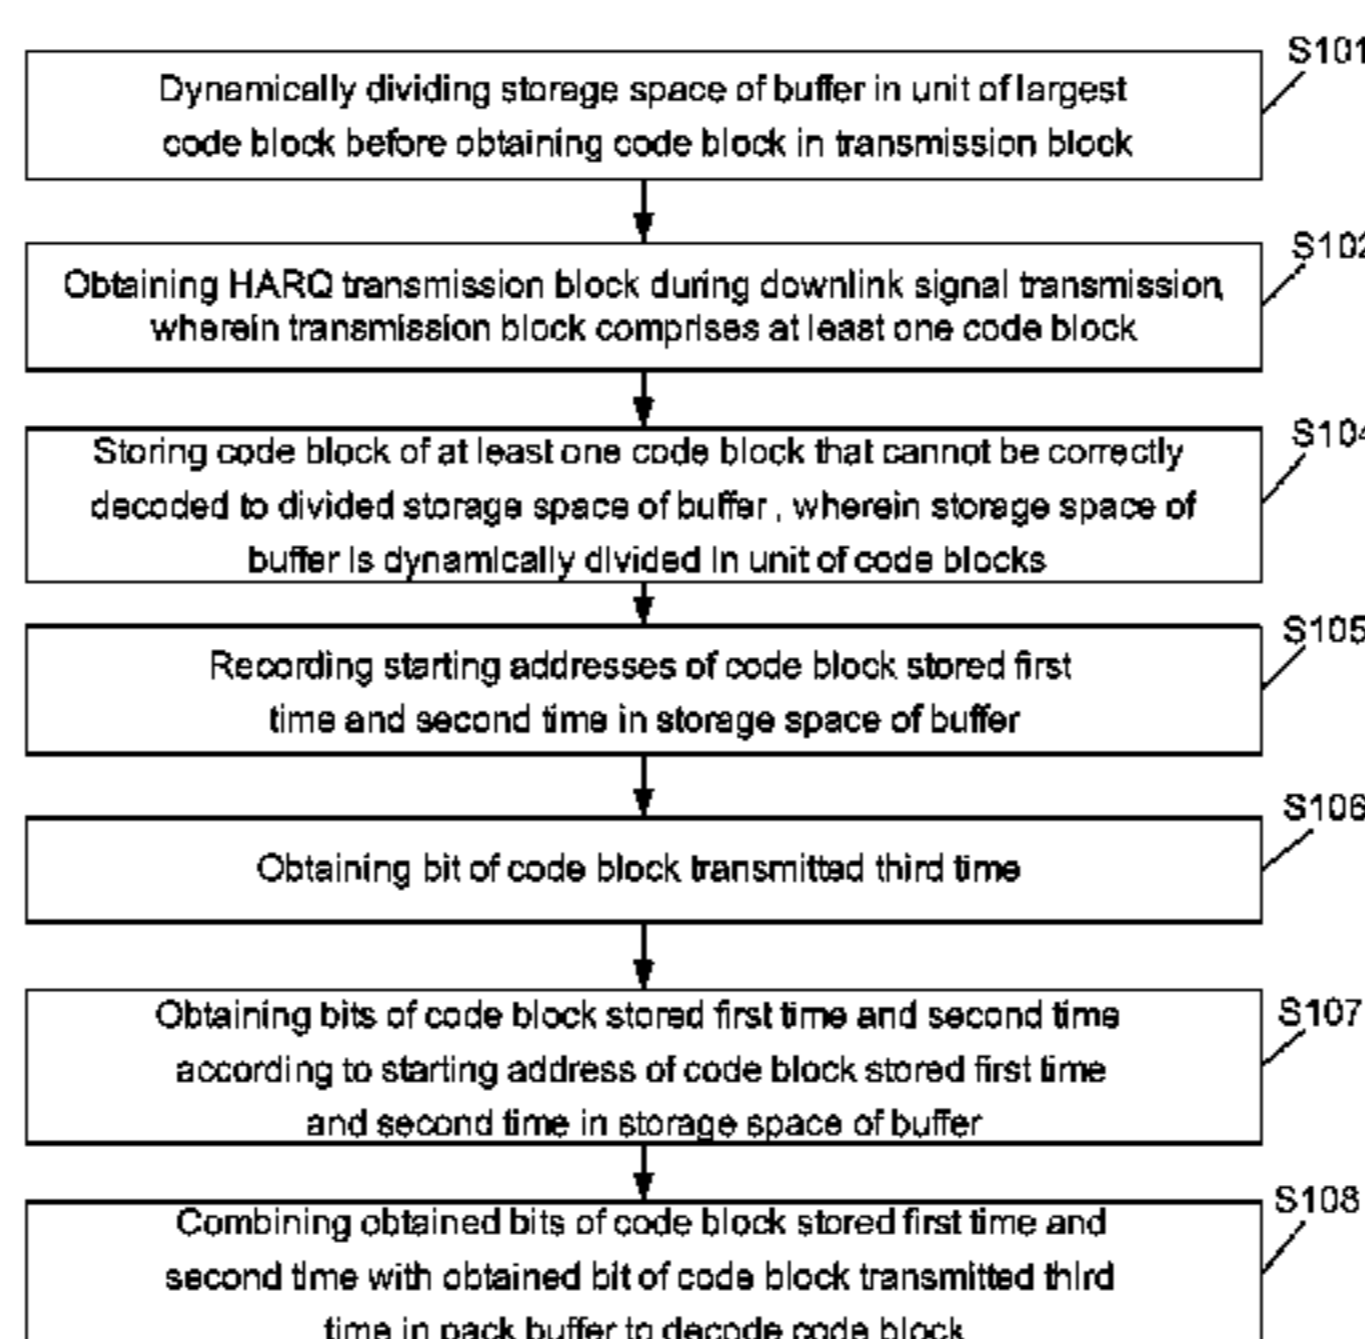 S101
Dynamically dividing storage space of buffer in unit of largest
code block before obtaining code block in transmission block
S102
Obtaining HARQ transmission block during downlink signal transmission,
wherein transmission block comprises at least one code block
S104
Storing code block of at least one code block that cannot be correctly
decoded to divided storage space of buffer , wherein storage space of
buffer is dynamically divided in unit of code blocks
S105
Recording starting addresses of code block stored first
time and second time in storage space of buffer
S106
Obtaining bit of code block transmitted third time
S107
Obtaining bits of code block stored first time and second time
according to starting address of code block stored first time
and second time in storage space of buffer
S108
Combining obtained bits of code block stored first time and
second time with obtained bit of code block transmitted third
time in pack buffer to decode code block